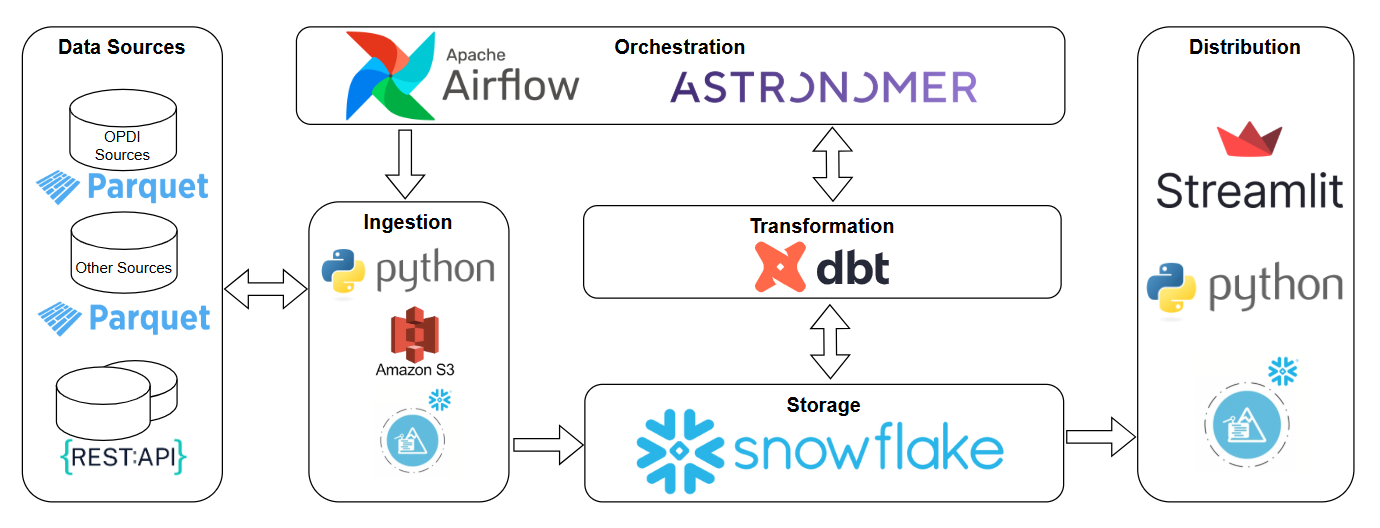 Data Sources
OPDI
Sources
Parquet
Other Sources
Parquet
{REST:API}
Orchestration
Apache
Airflow
ASTRONOMER
Ingestion
python
Amazon S3
Transformation
dbt
Storage
snowflake
Distribution
Streamlit
python